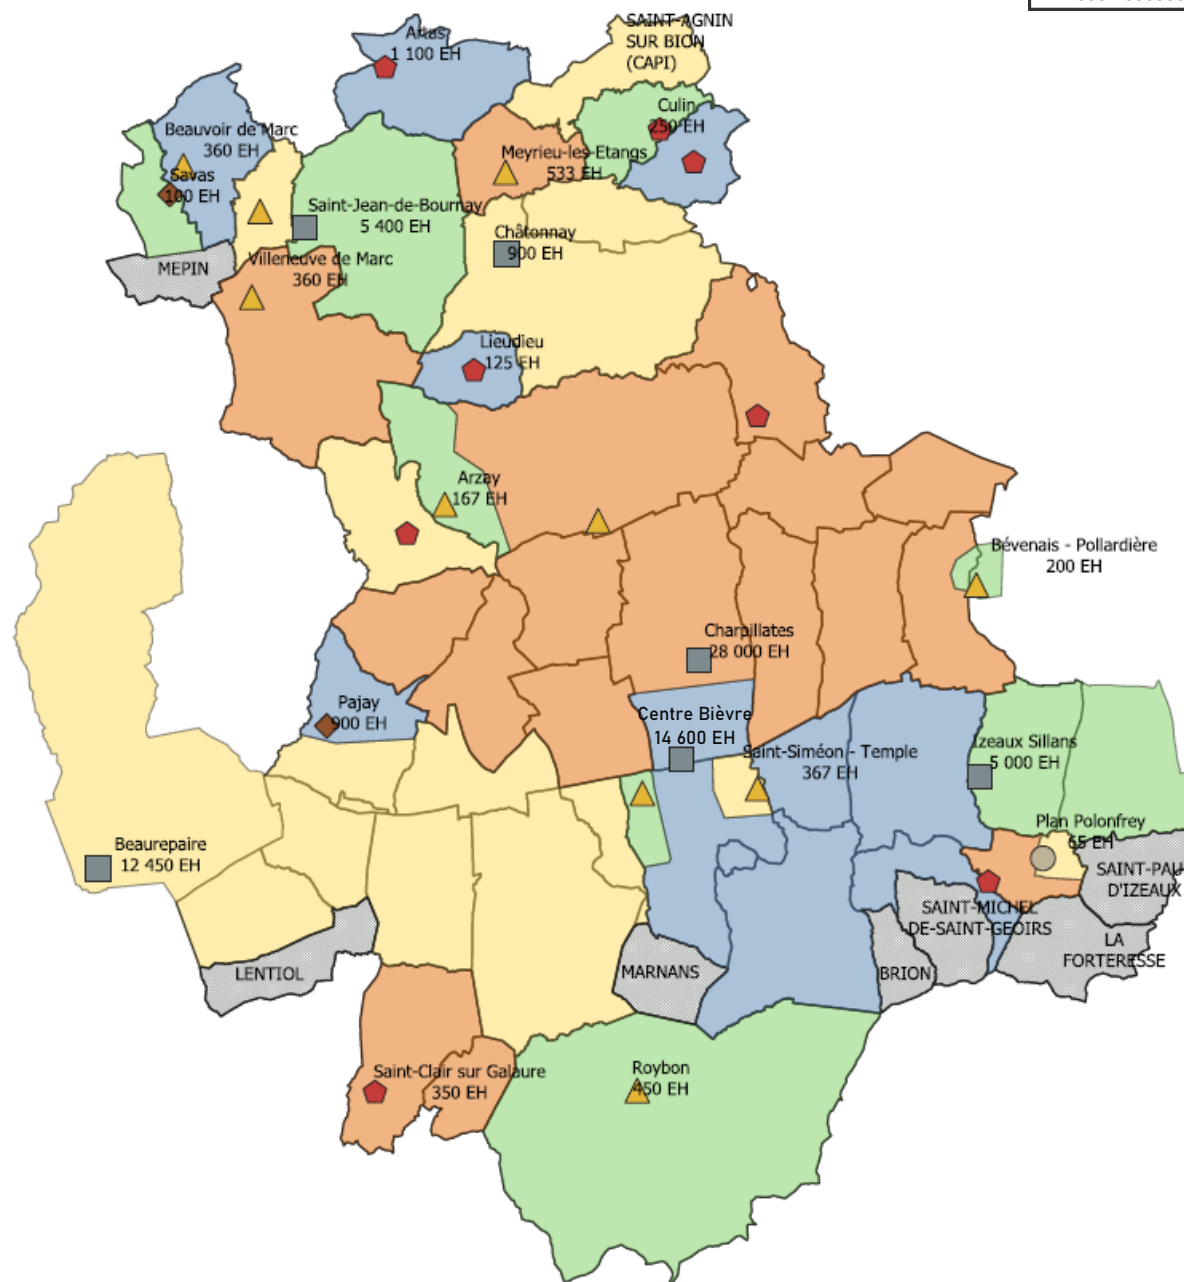 Artas
1 100 EH
SAINT-AGNIN
SUR BION
(CAPI)
Culin
250 EH
Beauvoir de Marc
360 EH
Savas
100 EH
Meyrieu-les-Etangs
533 EH
Saint-Jean-de-Bournay
5 400 EH
Châtonnay
900 EH
MEPIN
Villeneuve de Marc
360 EH
Lieudieu
125 EH
Arzay
167 EH
Bévenais - Pollardière
200 EH
Charpillates
28 000 EH
Pajay
900 EH
Centre Bièvre
14 600 EH
Saint-Siméon - Temple
367 EH
Izeaux Sillans
5 000 EH
Plan Polonfrey
65 EH
Beaurepaire
12 450 EH
SAINT-PAUL
D'IZEAUX
SAINT-MICHEL
DE-SAINT-GEOIRS
LA
FORTERESSE
LENTIOL
MARNANS
BRION
Saint-Clair sur Galaure
350 EH
Roybon
450 EH